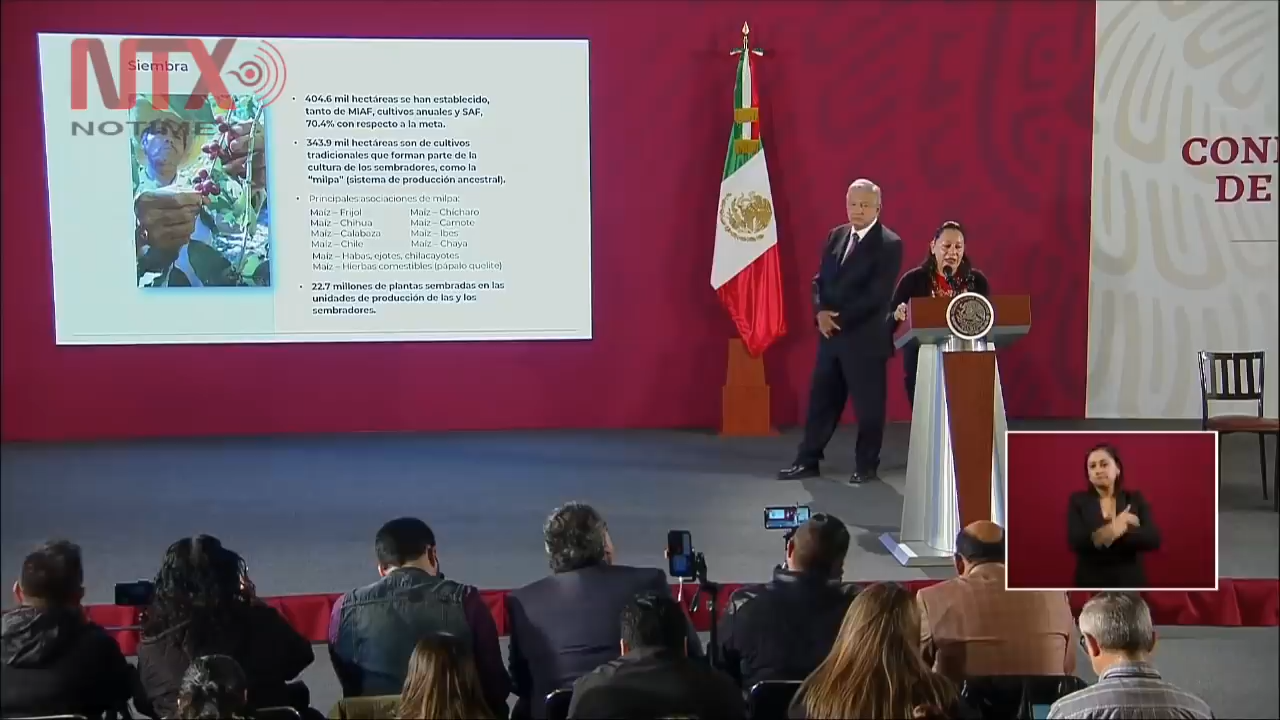 NTX
NOTIME
Siembra
• 404.6 mil hectáreas se han establecido,
tanto de MIAF, cultivos anuales y SAF,
70.4% con respecto a la meta.
• 343.9 mil hectáreas son de cultivos
tradicionales que forman parte de la
cultura de los sembradores, como la
"milpa" (sistema de producción ancestral).
• Principales asociaciones de milpa:
Maíz – Frijol Maíz – Chícharo
Maíz – Chihua Maíz – Camote
Maíz – Calabaza Maíz – Ibes
Maíz – Chile Maíz – Chaya
Maíz – Habas, ejotes, chilacayotes
Maíz – Hierbas comestibles (pápalo quelite)
• 22.7 millones de plantas sembradas en las
unidades de producción de las y los
sembradores.
CON
DE